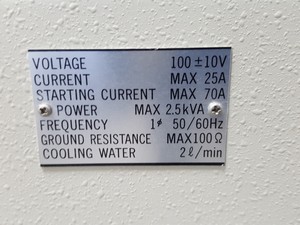 VOLTAGE 100±10V
CURRENT MAX 25A
STARTING CURRENT MAX 70A
POWER MAX 2.5kVA
FREQUENCY 1ϕ 50/60Hz
GROUND RESISTANCE MAX100Ω
COOLING WATER 2ℓ/min